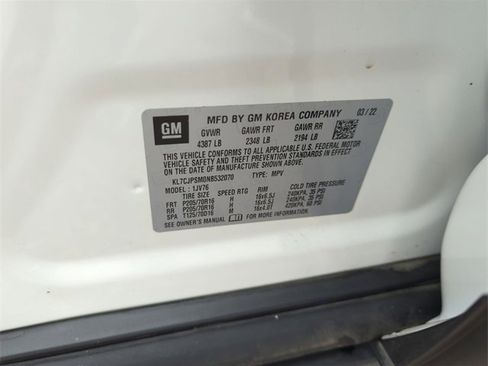 GM MFD BY GM KOREA COMPANY 03/22
GVWR GAWR FRT GAWR RR
4387 LB 2348 LB 2194 LB
THIS VEHICLE CONFORMS TO ALL APPLICABLE U.S. FEDERAL MOTOR
VEHICLE SAFETY, BUMPER, AND THEFT PREVENTION STANDARDS IN EFFECT
ON THE DATE OF MANUFACTURE SHOWN ABOVE.
KL7CJPSM0NB532070 TYPE: MPV
MODEL: 1JV76
TIRE SIZE SPEED RTG RIM COLD TIRE PRESSURE
FRT P205/70R16 H 16x6.5J 240KPA, 35 PSI
RR P205/70R16 H 16x6.5J 240KPA, 35 PSI
SPA T125/70D16 M 16x4.0T 420KPA, 60 PSI
SEE OWNER'S MANUAL FOR MORE INFORMATION.